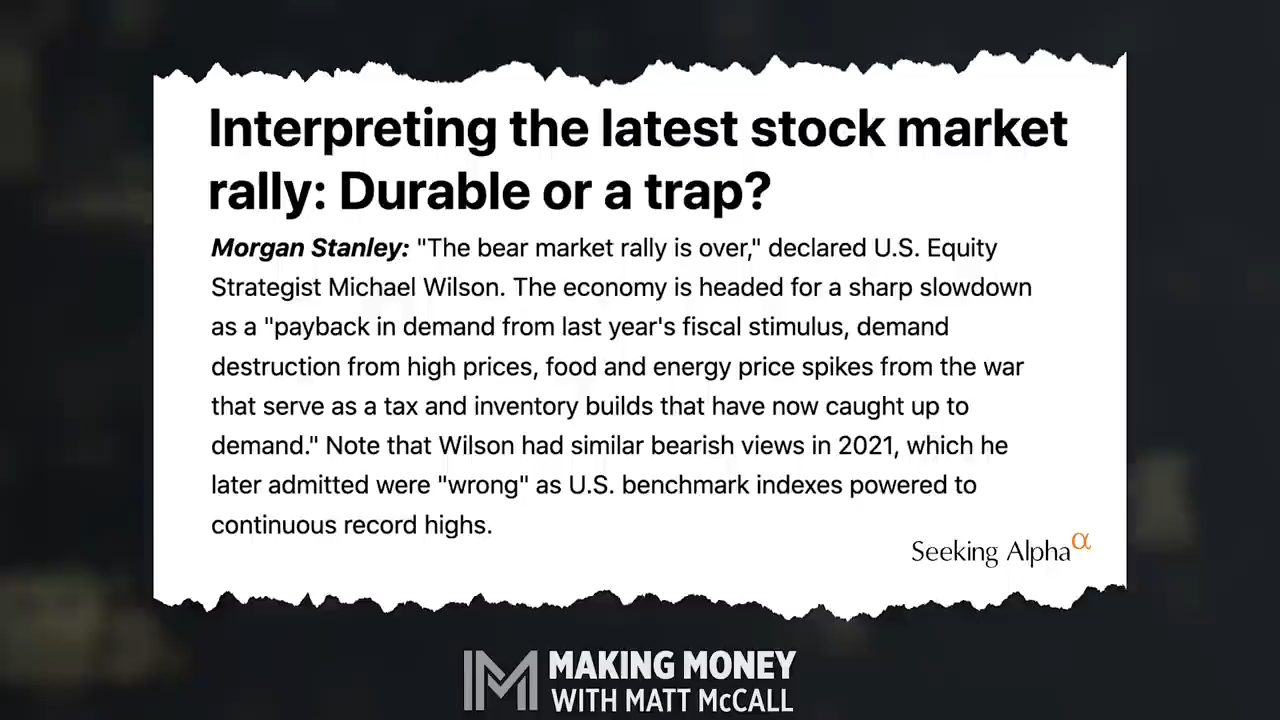 Interpreting the latest stock market
rally: Durable or a trap?
Morgan Stanley: "The bear market rally is over," declared U.S. Equity
Strategist Michael Wilson. The economy is headed for a sharp slowdown
as a "payback in demand from last year's fiscal stimulus, demand
destruction from high prices, food and energy price spikes from the war
that serve as a tax and inventory builds that have now caught up to
demand." Note that Wilson had similar bearish views in 2021, which he
later admitted were "wrong" as U.S. benchmark indexes powered to
continuous record highs.
Seeking Alphaα
MM MAKING MONEY
WITH MATT McCALL